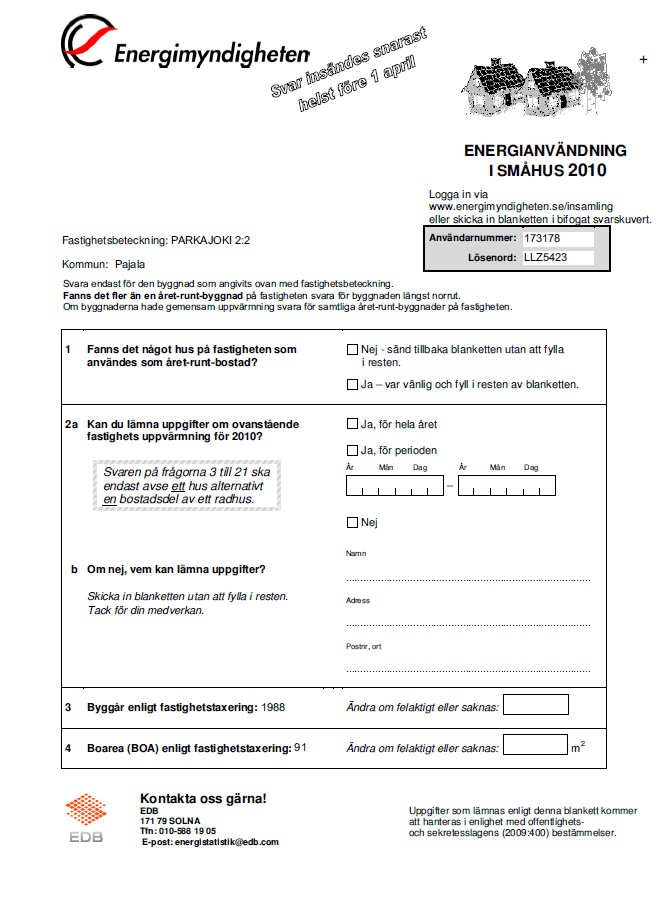 Energimyndigheten
Svar insändes snarast
helst före 1 april
+
ENERGIANVÄNDNING
I SMÅHUS 2010
Logga in via
www.energimyndigheten.se/insamling
eller skicka in blanketten i bifogat svarskuvert.
Användarnummer: 173178
Lösenord: LLZ5423
Fastighetsbeteckning: PARKAJOKI 2:2
Kommun: Pajala
Svara endast för den byggnad som angivits ovan med fastighetsbeteckning.
Fanns det fler än en året-runt-byggnad på fastigheten svara för byggnaden längst norrut.
Om byggnaderna hade gemensam uppvärmning svara för samtliga året-runt-byggnader på fastigheten.
1 Fanns det något hus på fastigheten som
användes som året-runt-bostad?
Nej - sänd tillbaka blanketten utan att fylla
i resten.
Ja – var vänlig och fyll i resten av blanketten.
2a Kan du lämna uppgifter om ovanstående
fastighets uppvärmning för 2010?
Svaren på frågorna 3 till 21 ska
endast avse ett hus alternativt
en bostadsdel av ett radhus.
Ja, för hela året
Ja, för perioden
År Mån Dag År Mån Dag
–
Nej
b Om nej, vem kan lämna uppgifter?
Skicka in blanketten utan att fylla i resten.
Tack för din medverkan.
Namn
Adress
Postnr, ort
3 Byggår enligt fastighetstaxering: 1988 Ändra om felaktigt eller saknas:
4 Boarea (BOA) enligt fastighetstaxering: 91 Ändra om felaktigt eller saknas: m²
EDB
Kontakta oss gärna!
EDB
171 79 SOLNA
Tfn: 010-588 19 05
E-post: energistatistik@edb.com
Uppgifter som lämnas enligt denna blankett kommer
att hanteras i enlighet med offentlighets-
och sekretesslagens (2009:400) bestämmelser.